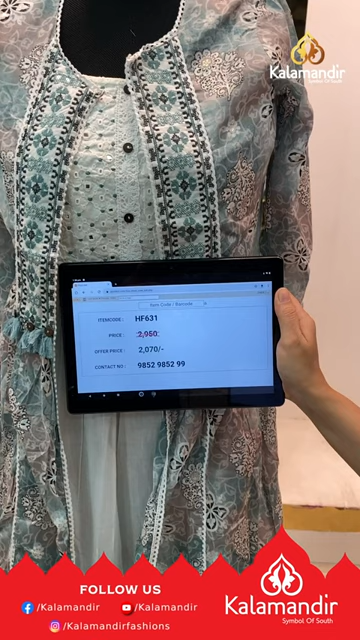 Kalamandir
Symbol Of South
Item Code / Barcode
ITEMCODE : HF631
PRICE : 2,950
OFFER PRICE : 2,070/-
CONTACT NO : 9852 9852 99
FOLLOW US
/Kalamandir /Kalamandir
/Kalamandirfashions
Kalamandir
Symbol Of South